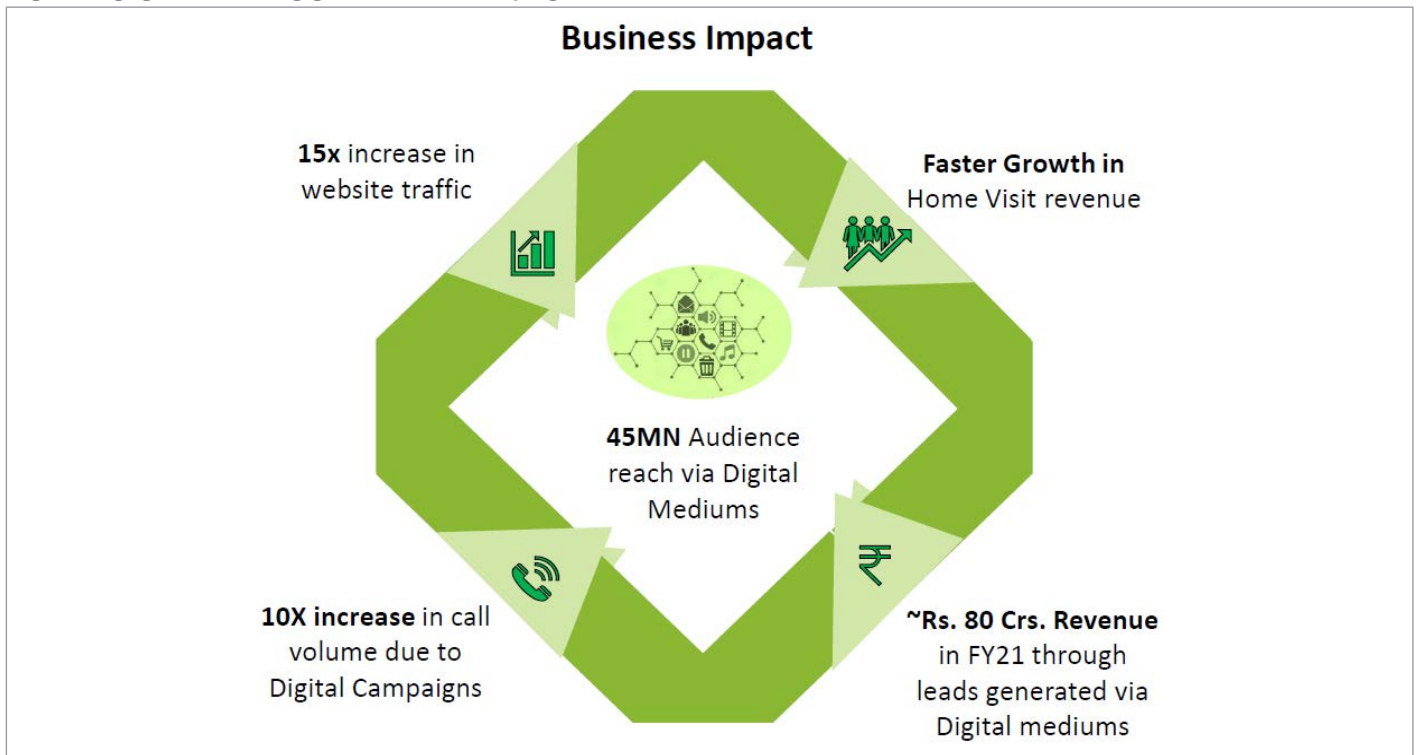 Business Impact
15x increase in
website traffic
Faster Growth in
Home Visit revenue
45MN Audience
reach via Digital
Mediums
₹
10X increase in call
volume due to
Digital Campaigns
~Rs. 80 Crs. Revenue
in FY21 through
leads generated via
Digital mediums